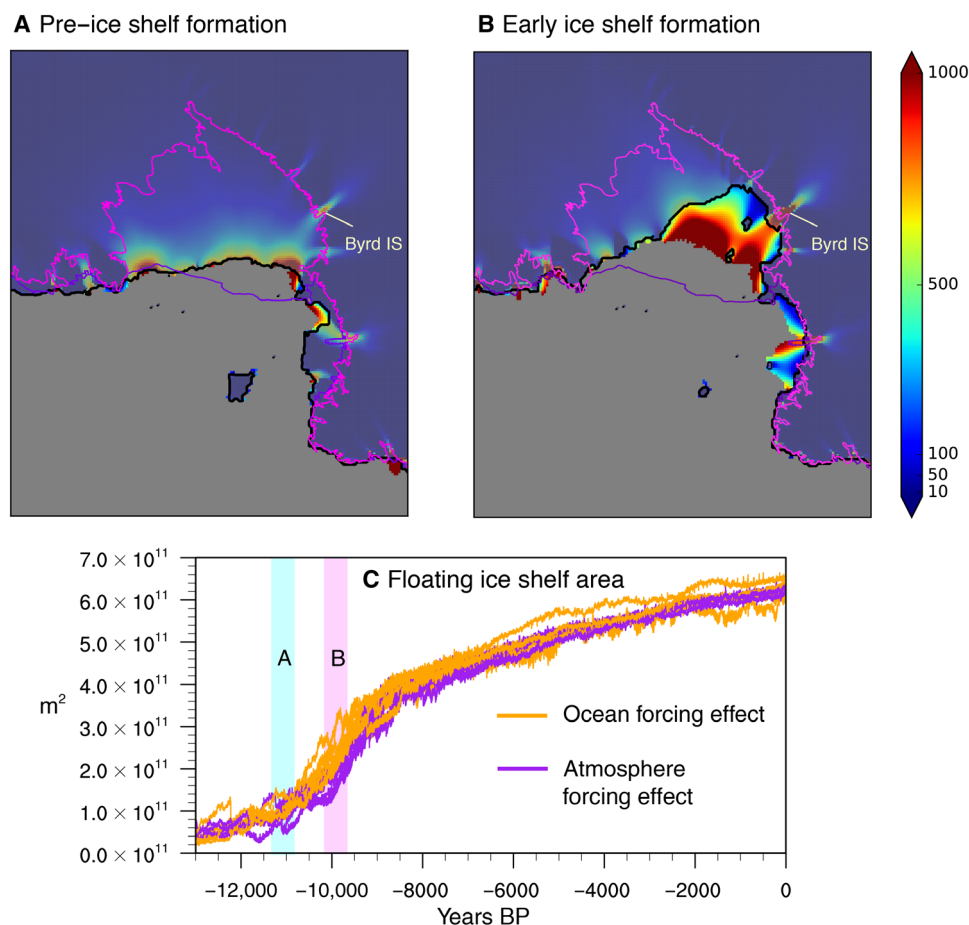 A Pre-ice shelf formation
B Early ice shelf formation
Byrd IS
Byrd IS
1000
500
100
50
10
C Floating ice shelf area
7.0 × 10¹¹
6.0 × 10¹¹
5.0 × 10¹¹
4.0 × 10¹¹
3.0 × 10¹¹
2.0 × 10¹¹
1.0 × 10¹¹
0.0 × 10¹¹
m²
A
B
Ocean forcing effect
Atmosphere
forcing effect
−12,000
−10,000
−8000
−6000
−4000
−2000
0
Years BP